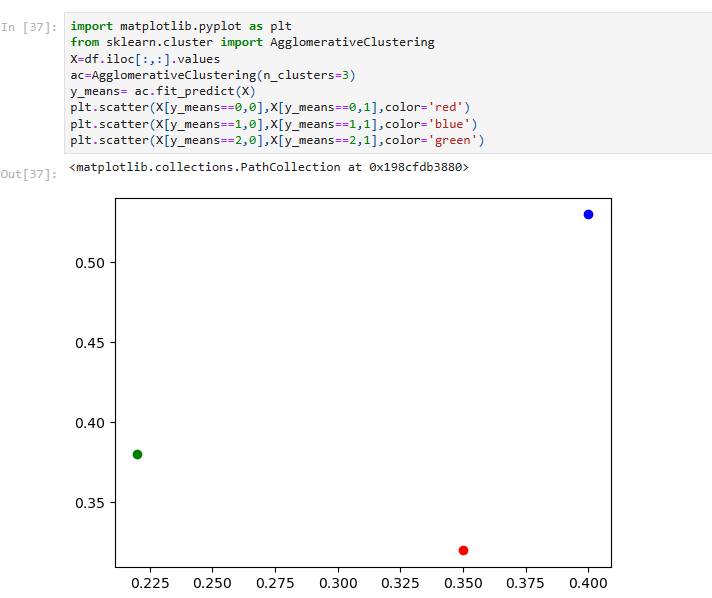 In [37]:
import matplotlib.pyplot as plt
from sklearn.cluster import AgglomerativeClustering
X=df.iloc[:,:].values
ac=AgglomerativeClustering(n_clusters=3)
y_means= ac.fit_predict(X)
plt.scatter(X[y_means==0,0],X[y_means==0,1],color='red')
plt.scatter(X[y_means==1,0],X[y_means==1,1],color='blue')
plt.scatter(X[y_means==2,0],X[y_means==2,1],color='green')
Out[37]:
<matplotlib.collections.PathCollection at 0x198cfdb3880>
0.50
0.45
0.40
0.35
0.225 0.250 0.275 0.300 0.325 0.350 0.375 0.400